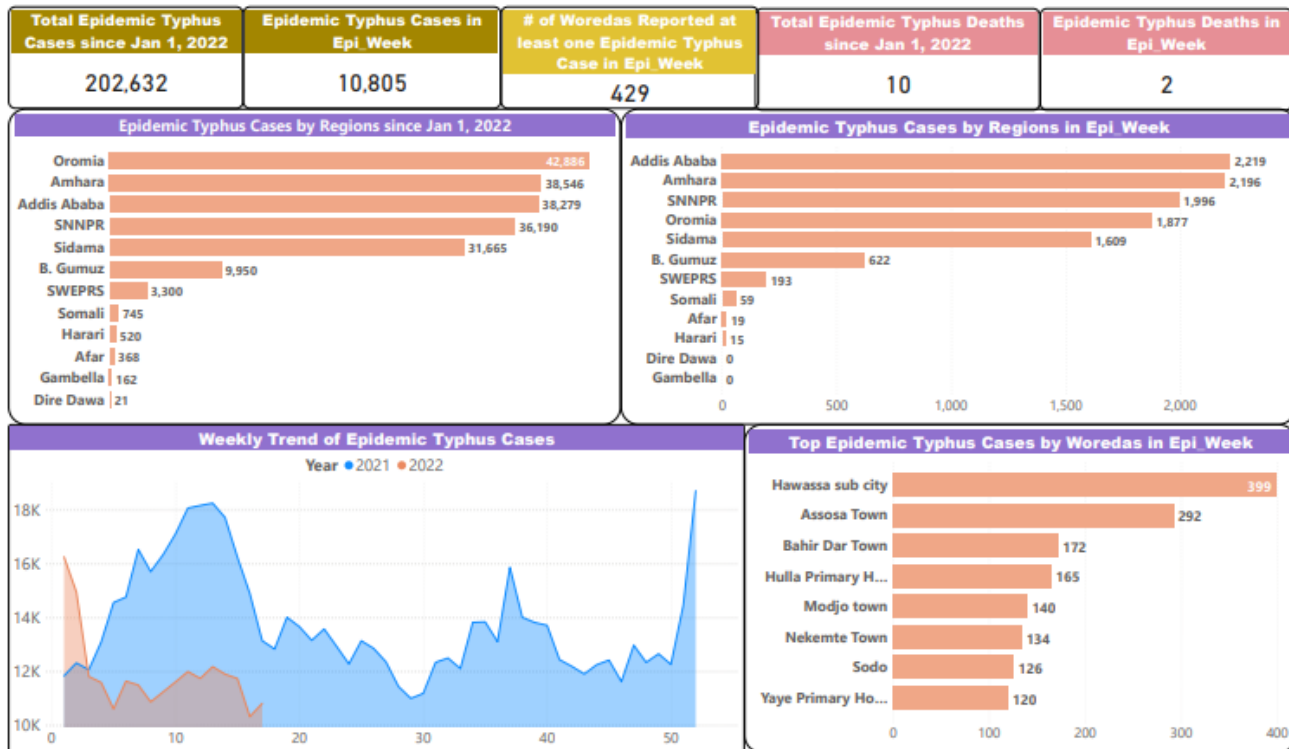 Total Epidemic Typhus
Cases since Jan 1, 2022
202,632
Epidemic Typhus Cases in
Epi_Week
10,805
# of Woredas Reported at
least one Epidemic Typhus
Case in Epi_Week
429
Total Epidemic Typhus Deaths
since Jan 1, 2022
10
Epidemic Typhus Deaths in
Epi_Week
2
Epidemic Typhus Cases by Regions since Jan 1, 2022
Oromia 42,886
Amhara 38,546
Addis Ababa 38,279
SNNPR 36,190
Sidama 31,665
B. Gumuz 9,950
SWEPRS 3,300
Somali 745
Harari 520
Afar 368
Gambella 162
Dire Dawa 21
Epidemic Typhus Cases by Regions in Epi_Week
Addis Ababa 2,219
Amhara 2,196
SNNPR 1,996
Oromia 1,877
Sidama 1,609
B. Gumuz 622
SWEPRS 193
Somali 59
Afar 19
Harari 15
Dire Dawa 0
Gambella 0
0 500 1,000 1,500 2,000
Weekly Trend of Epidemic Typhus Cases
Year 2021 2022
18K
16K
14K
12K
10K
0 10 20 30 40 50
Top Epidemic Typhus Cases by Woredas in Epi_Week
Hawassa sub city 399
Assosa Town 292
Bahir Dar Town 172
Hulla Primary H... 165
Modjo town 140
Nekemte Town 134
Sodo 126
Yaye Primary Ho... 120
0 100 200 300 400